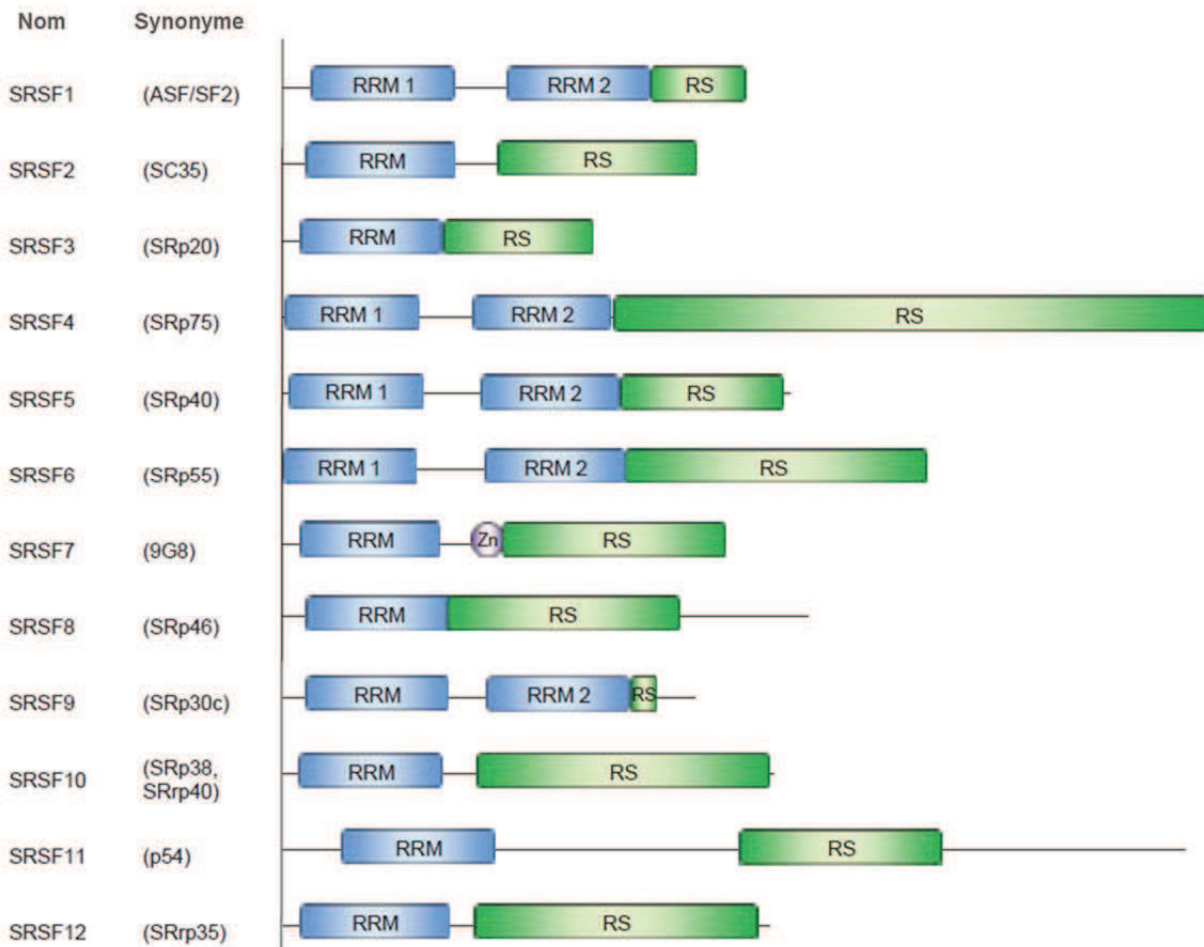 Nom Synonyme
SRSF1 (ASF/SF2) RRM 1 RRM 2 RS
SRSF2 (SC35) RRM RS
SRSF3 (SRp20) RRM RS
SRSF4 (SRp75) RRM 1 RRM 2 RS
SRSF5 (SRp40) RRM 1 RRM 2 RS
SRSF6 (SRp55) RRM 1 RRM 2 RS
SRSF7 (9G8) RRM Zn RS
SRSF8 (SRp46) RRM RS
SRSF9 (SRp30c) RRM RRM 2 RS
SRSF10 (SRp38, RRM RS
SRrp40)
SRSF11 (p54) RRM RS
SRSF12 (SRrp35) RRM RS